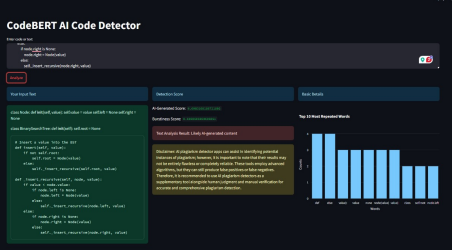 CodeBERT AI Code Detector
Enter code or text:
if node.right is None:
node.right = Node(value)
else:
self._insert_recursive(node.right, value)
Analyze
Your Input Text
Detection Score
Basic Details
class Node: def init(self, value): self.value = value self.left = None self.right = None
class BinarySearchTree: def init(self): self.root = None
# Insert a value into the BST
def insert(self, value):
if not self.root:
self.root = Node(value)
else:
self._insert_recursive(self.root, value)
def _insert_recursive(self, node, value):
if value < node.value:
if node.left is None:
node.left = Node(value)
else:
self._insert_recursive(node.left, value)
else:
if node.right is None:
node.right = Node(value)
else:
self._insert_recursive(node.right, value)
AI-Generated Score:
Burstiness Score:
Text Analysis Result: Likely AI-generated content
Disclaimer: AI plagiarism detector apps can assist in identifying potential instances of plagiarism; however, it is important to note that their results may not be entirely flawless or completely reliable. These tools employ advanced algorithms, but they can still produce false positives or false negatives. Therefore, it is recommended to use AI plagiarism detectors as a supplementary tool alongside human judgment and manual verification for accurate and comprehensive plagiarism detection.
Top 10 Most Repeated Words
Counts
Words